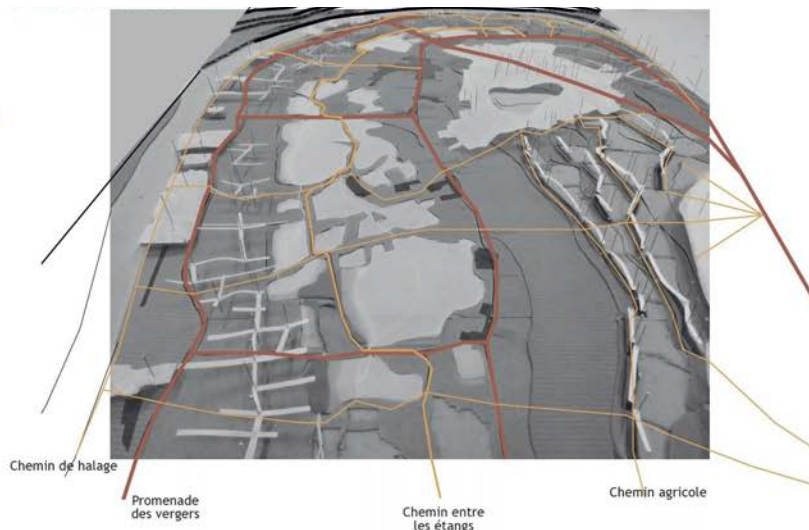 Chemin de halage
Promenade
des vergers
Chemin entre
les étangs
Chemin agricole